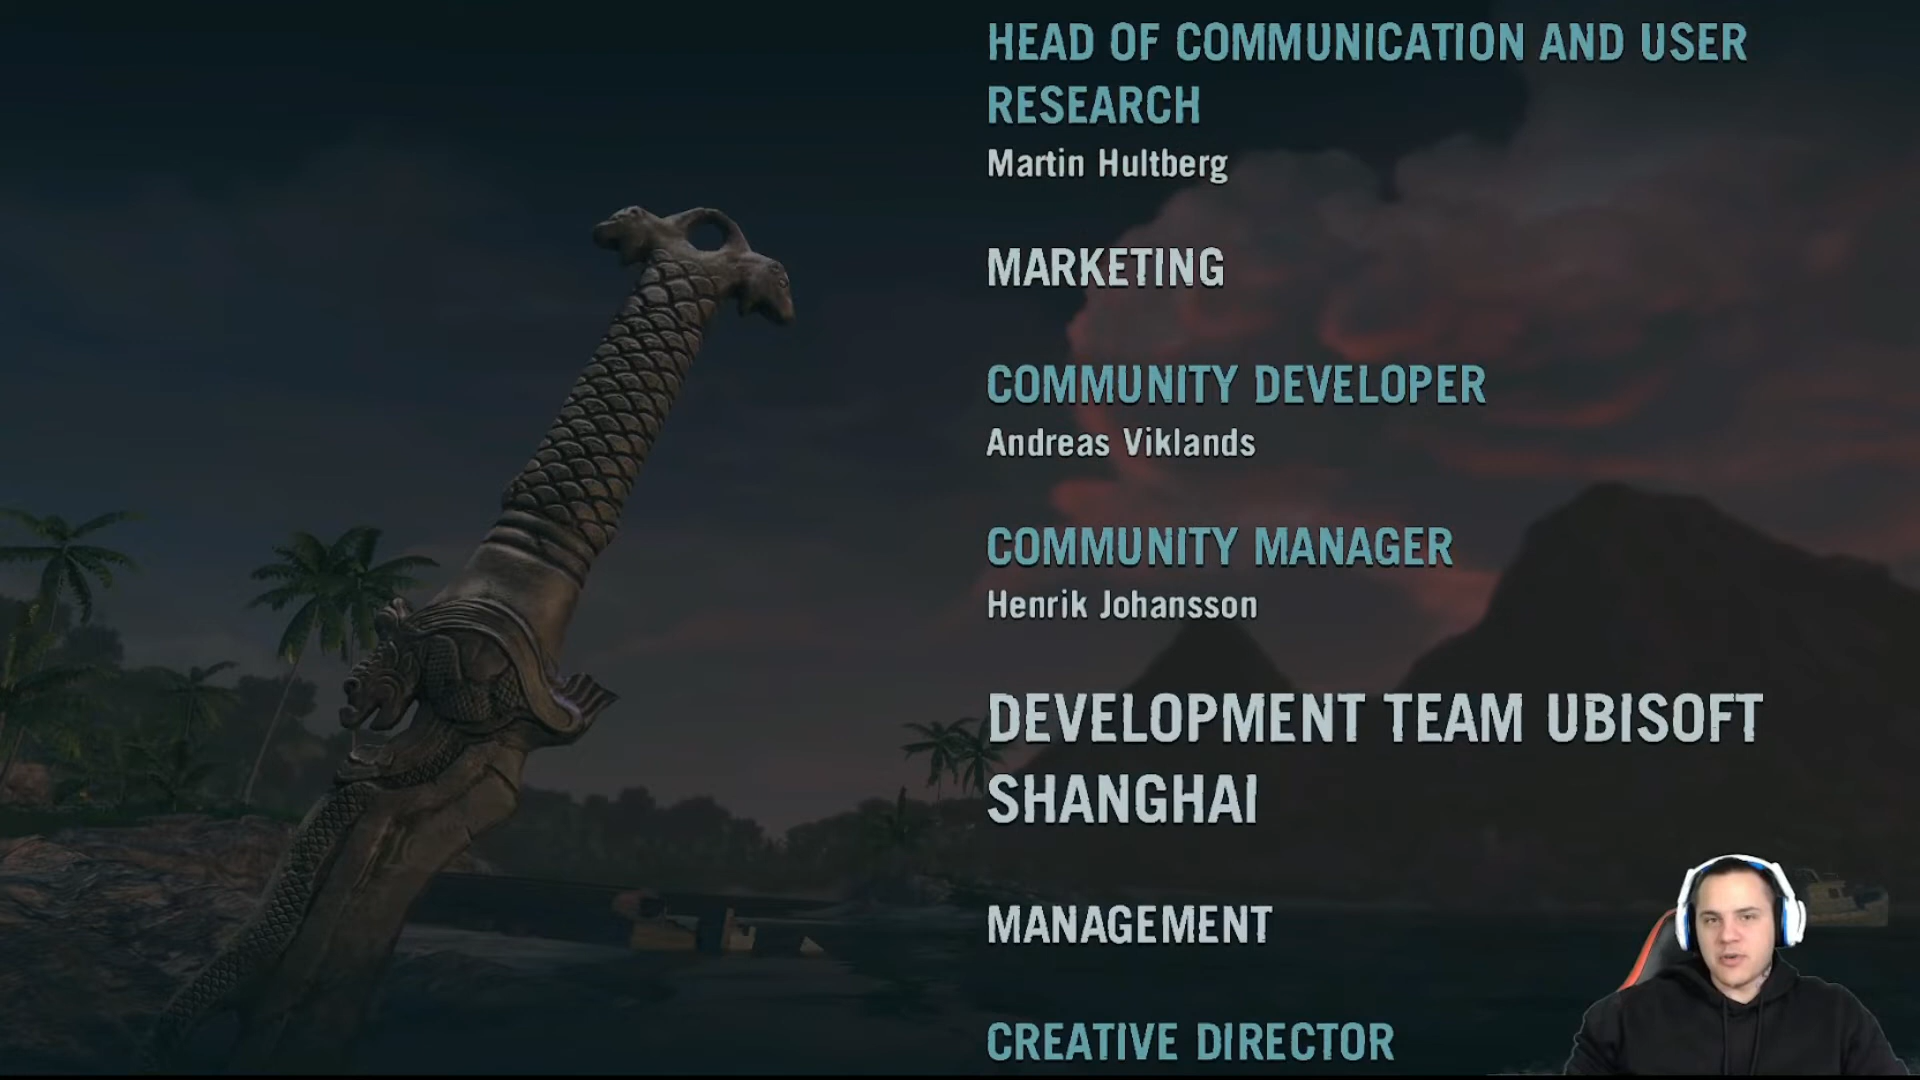 HEAD OF COMMUNICATION AND USER
RESEARCH
Martin Hultberg
MARKETING
COMMUNITY DEVELOPER
Andreas Viklands
COMMUNITY MANAGER
Henrik Johansson
DEVELOPMENT TEAM UBISOFT
SHANGHAI
MANAGEMENT
CREATIVE DIRECTOR